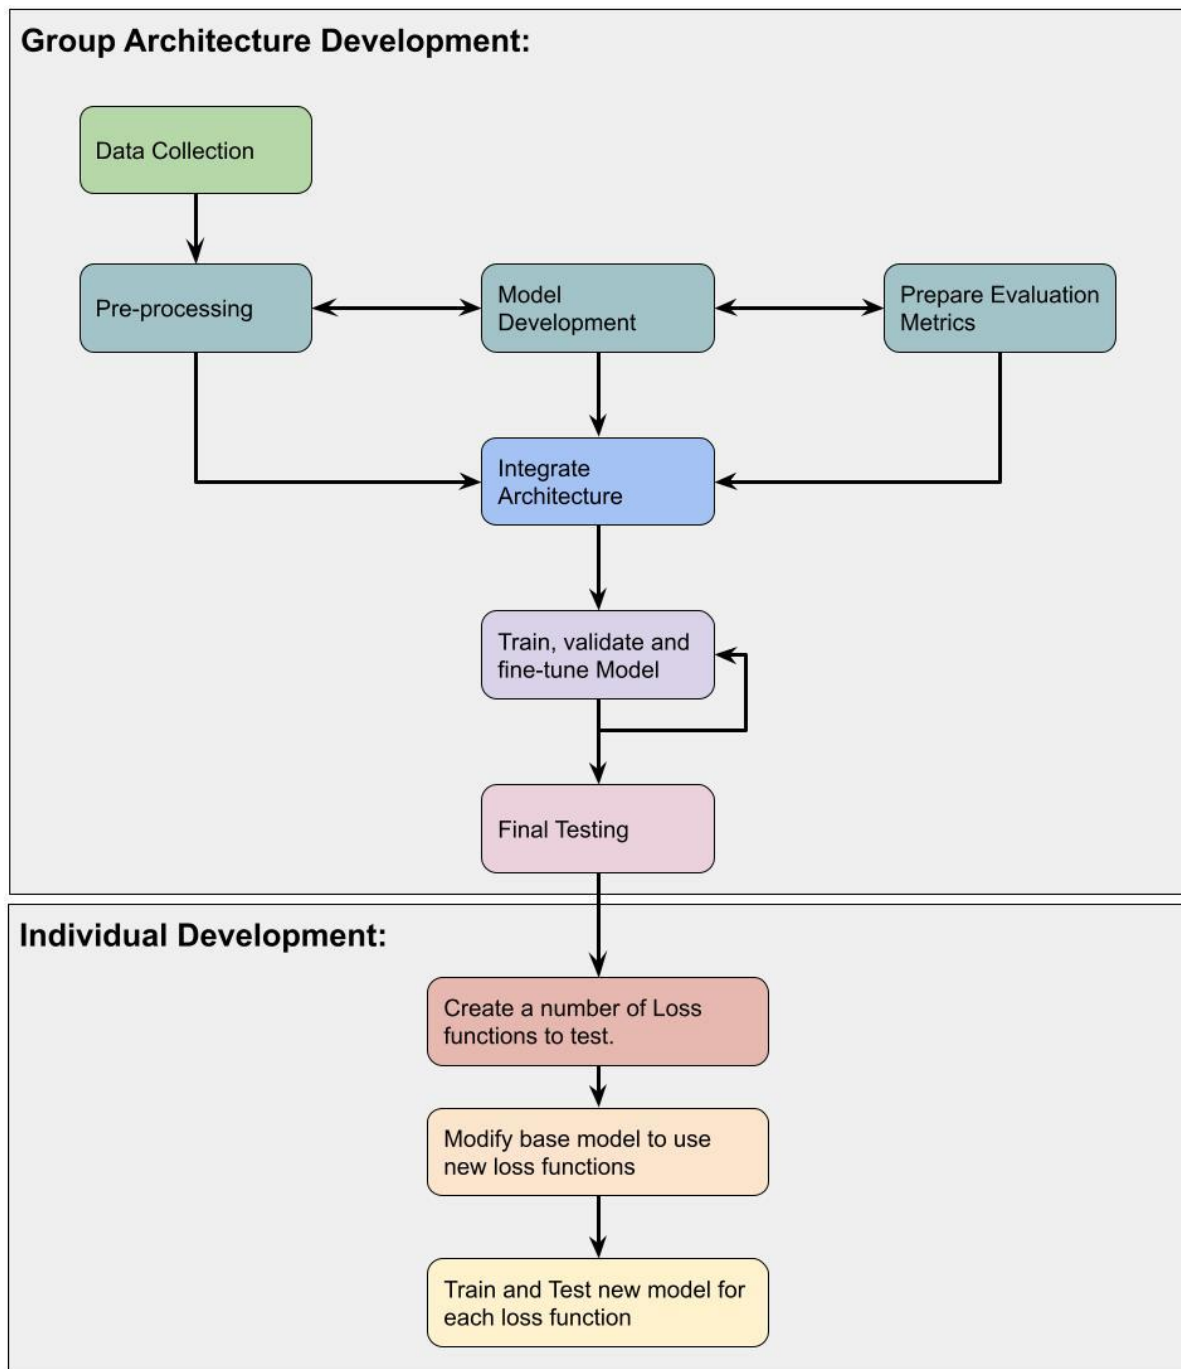 Group Architecture Development:
Data Collection
Pre-processing
Model
Development
Prepare Evaluation
Metrics
Integrate
Architecture
Train, validate and
fine-tune Model
Final Testing
Individual Development:
Create a number of Loss
functions to test.
Modify base model to use
new loss functions
Train and Test new model for
each loss function